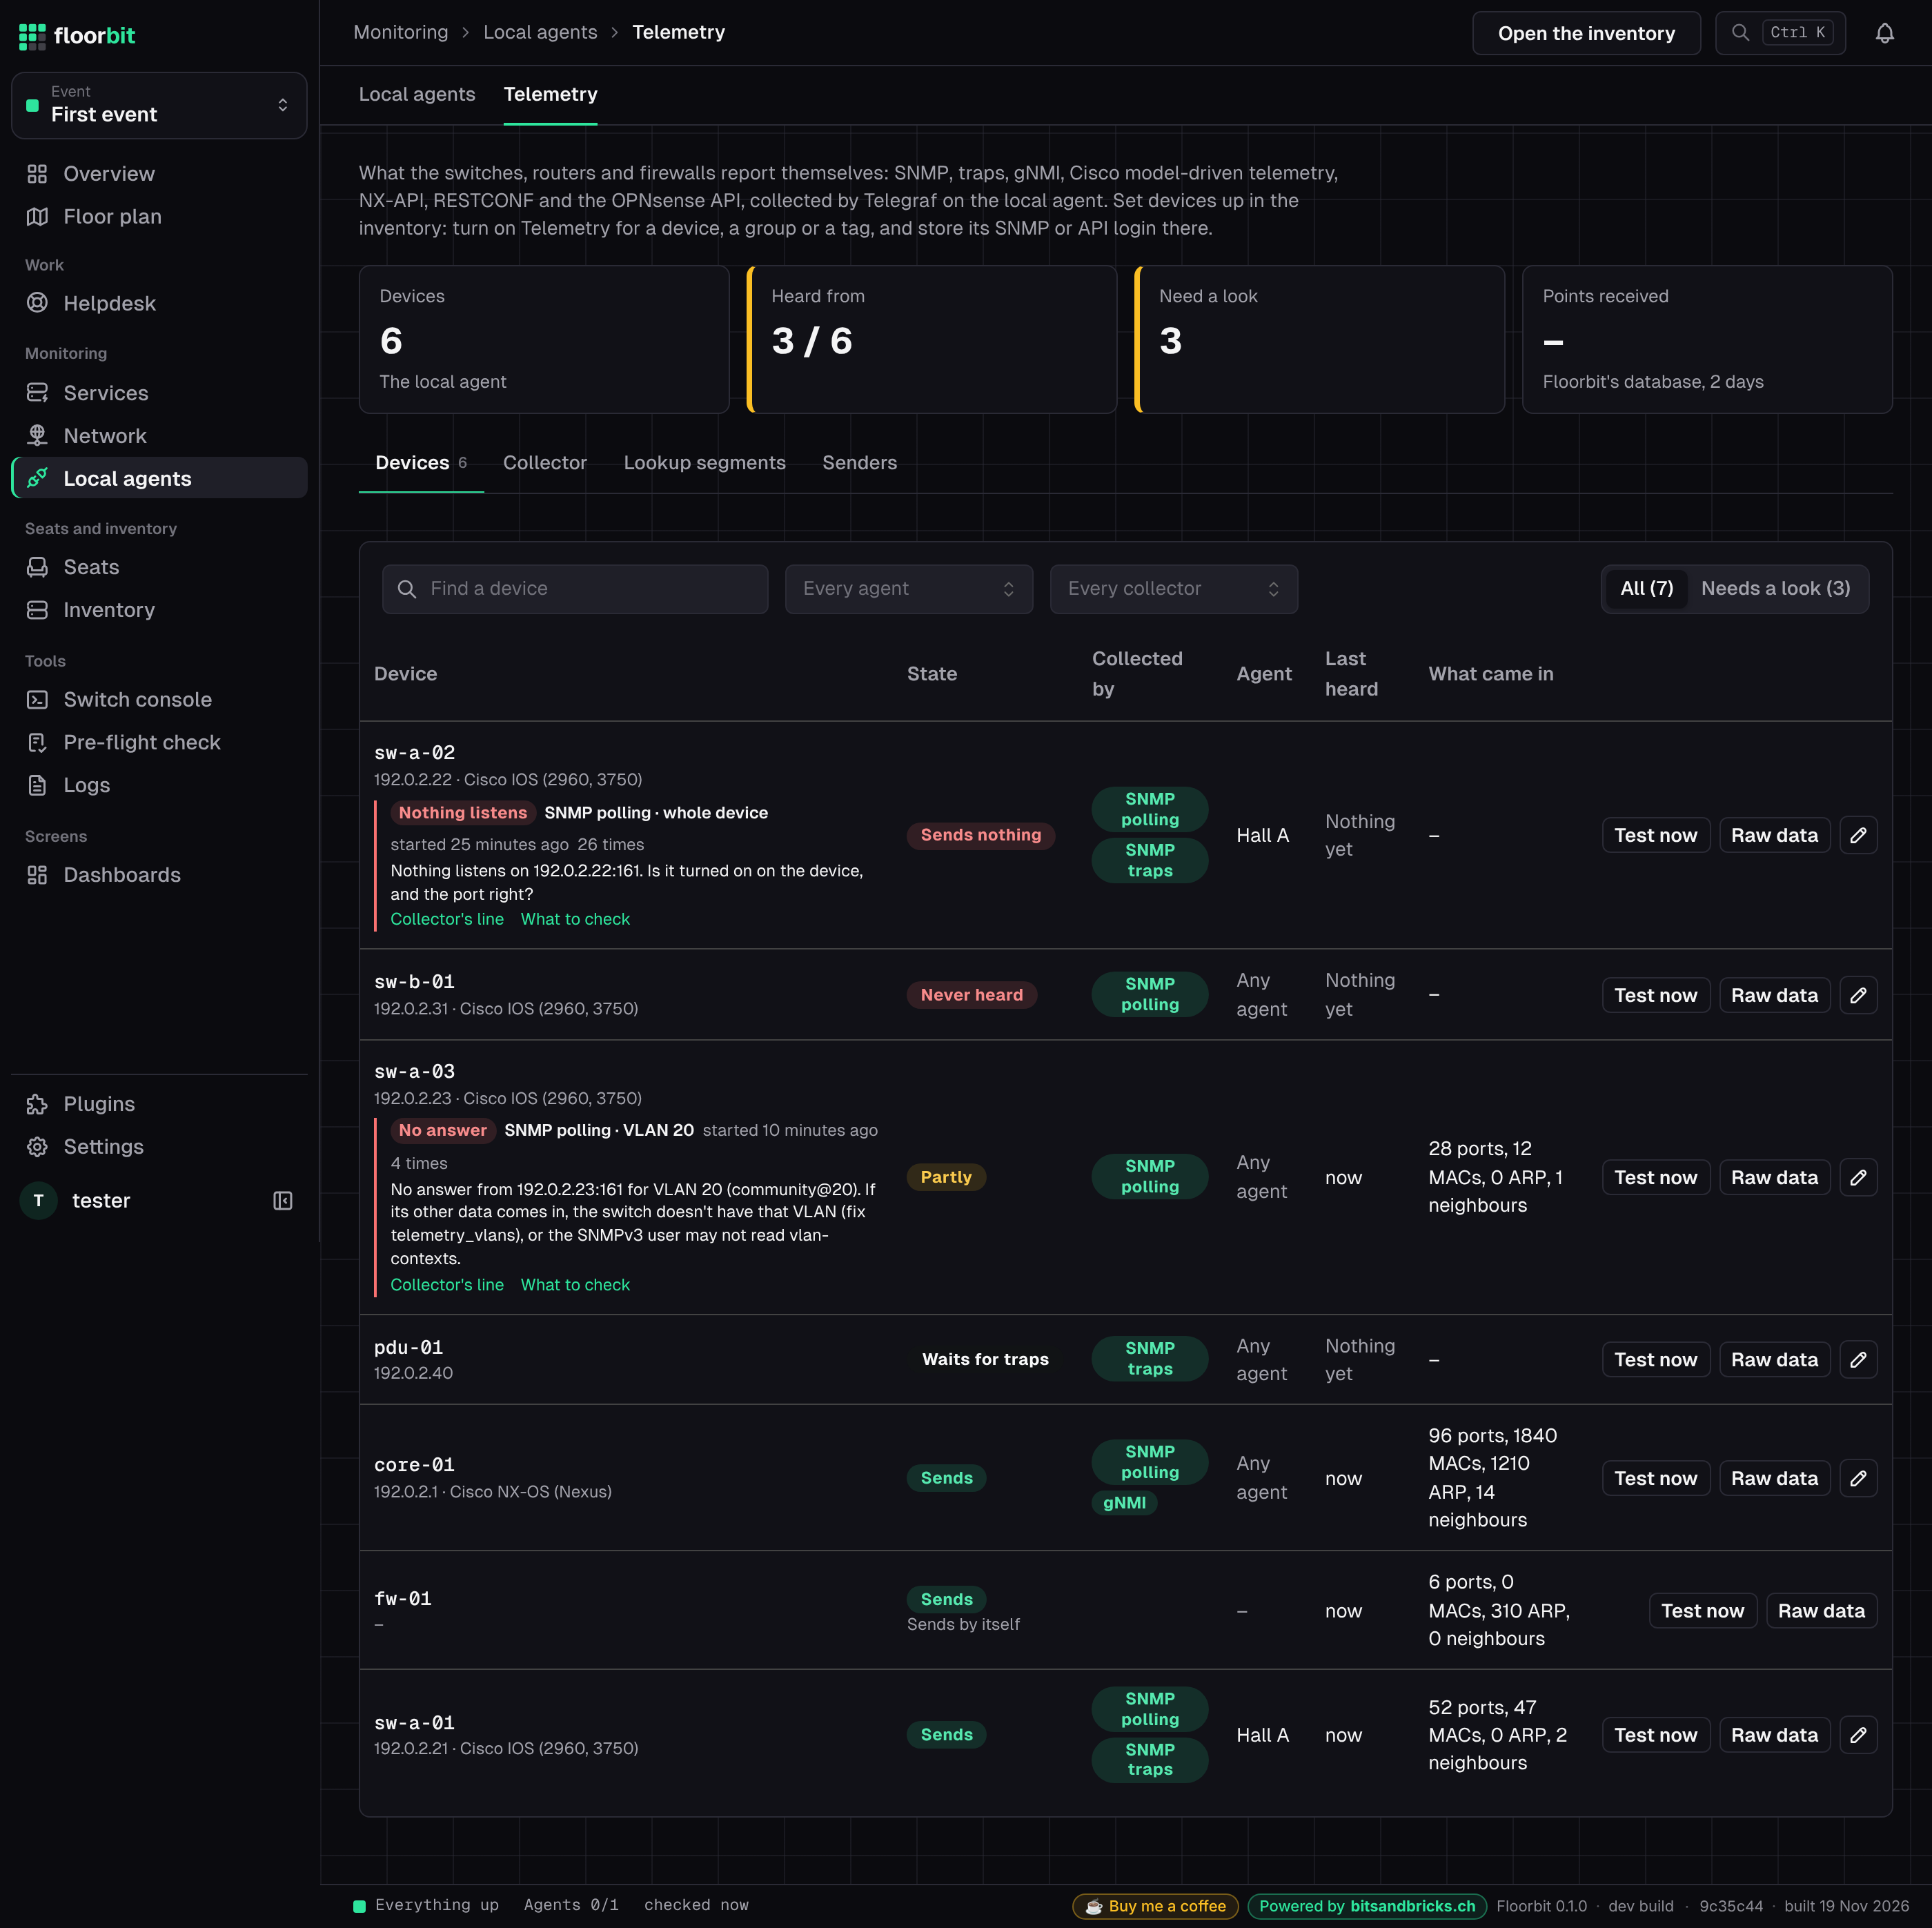 floorbit
Event
First event
Overview
Floor plan
Work
Helpdesk
Monitoring
Services
Network
Local agents
Seats and inventory
Seats
Inventory
Tools
Switch console
Pre-flight check
Logs
Screens
Dashboards
Plugins
Settings
T tester
Monitoring > Local agents > Telemetry
Open the inventory
Ctrl K
Local agents Telemetry
What the switches, routers and firewalls report themselves: SNMP, traps, gNMI, Cisco model-driven telemetry,
NX-API, RESTCONF and the OPNsense API, collected by Telegraf on the local agent. Set devices up in the
inventory: turn on Telemetry for a device, a group or a tag, and store its SNMP or API login there.
Devices
6
The local agent
Heard from
3 / 6
Need a look
3
Points received
–
Floorbit's database, 2 days
Devices 6 Collector Lookup segments Senders
Find a device Every agent Every collector All (7) Needs a look (3)
Device State Collected
by Agent Last
heard What came in
sw-a-02
192.0.2.22 · Cisco IOS (2960, 3750)
Nothing listens SNMP polling · whole device
started 25 minutes ago 26 times
Nothing listens on 192.0.2.22:161. Is it turned on on the device,
and the port right?
Collector's line What to check
Sends nothing
SNMP
polling
SNMP
traps
Hall A
Nothing
yet
–
Test now Raw data
sw-b-01
192.0.2.31 · Cisco IOS (2960, 3750)
Never heard
SNMP
polling
Any
agent
Nothing
yet
–
Test now Raw data
sw-a-03
192.0.2.23 · Cisco IOS (2960, 3750)
No answer SNMP polling · VLAN 20 started 10 minutes ago
4 times
No answer from 192.0.2.23:161 for VLAN 20 (community@20). If
its other data comes in, the switch doesn't have that VLAN (fix
telemetry_vlans), or the SNMPv3 user may not read vlan-
contexts.
Collector's line What to check
Partly
SNMP
polling
Any
agent
now
28 ports, 12
MACs, 0 ARP, 1
neighbours
Test now Raw data
pdu-01
192.0.2.40
Waits for traps
SNMP
traps
Any
agent
Nothing
yet
–
Test now Raw data
core-01
192.0.2.1 · Cisco NX-OS (Nexus)
Sends
SNMP
polling
gNMI
Any
agent
now
96 ports, 1840
MACs, 1210
ARP, 14
neighbours
Test now Raw data
fw-01
–
Sends
Sends by itself
–
now
6 ports, 0
MACs, 310 ARP,
0 neighbours
Test now Raw data
sw-a-01
192.0.2.21 · Cisco IOS (2960, 3750)
Sends
SNMP
polling
SNMP
traps
Hall A
now
52 ports, 47
MACs, 0 ARP, 2
neighbours
Test now Raw data
Everything up Agents 0/1 checked now
Buy me a coffee Powered by bitsandbricks.ch Floorbit 0.1.0 · dev build · 9c35c44 · built 19 Nov 2026